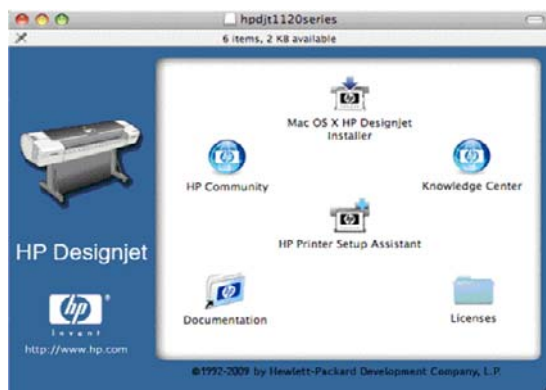 hpdjt1120series
6 items, 2 KB available
Mac OS X HP Designjet
Installer
HP Community
Knowledge Center
HP Printer Setup Assistant
HP Designjet
Documentation
Licenses
hp
invent
http://www.hp.com
©1992-2009 by Hewlett-Packard Development Company, L.P.